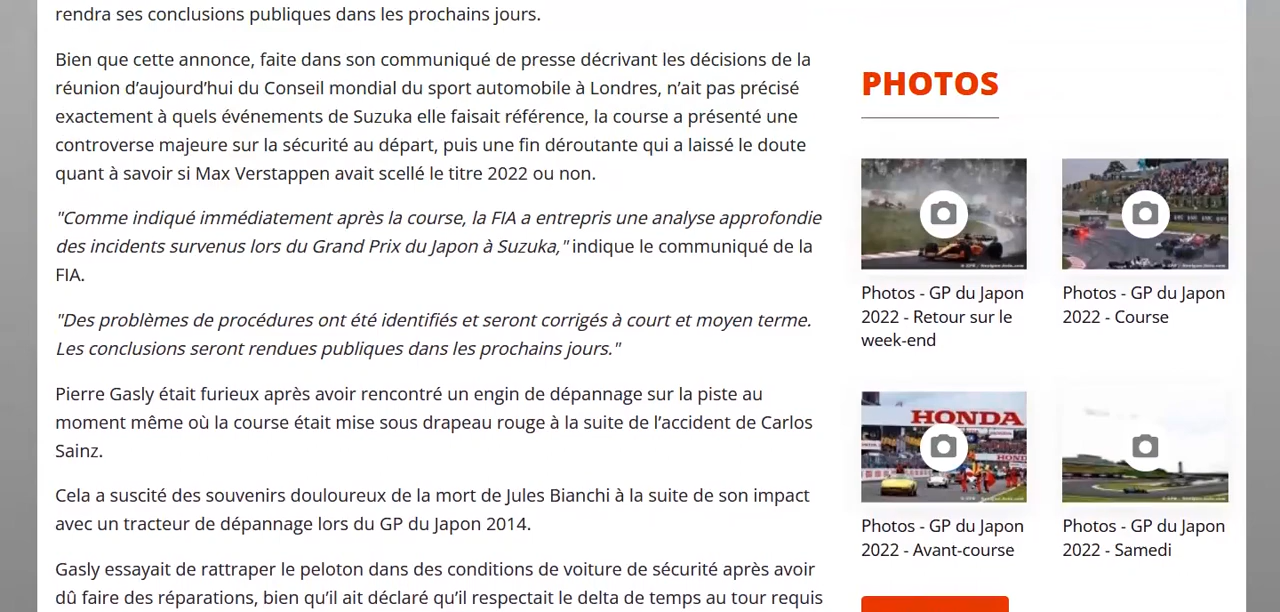 rendra ses conclusions publiques dans les prochains jours.
Bien que cette annonce, faite dans son communiqué de presse décrivant les décisions de la
réunion d’aujourd’hui du Conseil mondial du sport automobile à Londres, n’ait pas précisé
exactement à quels événements de Suzuka elle faisait référence, la course a présenté une
controverse majeure sur la sécurité au départ, puis une fin déroutante qui a laissé le doute
quant à savoir si Max Verstappen avait scellé le titre 2022 ou non.
"Comme indiqué immédiatement après la course, la FIA a entrepris une analyse approfondie
des incidents survenus lors du Grand Prix du Japon à Suzuka," indique le communiqué de la
FIA.
"Des problèmes de procédures ont été identifiés et seront corrigés à court et moyen terme.
Les conclusions seront rendues publiques dans les prochains jours."
Pierre Gasly était furieux après avoir rencontré un engin de dépannage sur la piste au
moment même où la course était mise sous drapeau rouge à la suite de l’accident de Carlos
Sainz.
Cela a suscité des souvenirs douloureux de la mort de Jules Bianchi à la suite de son impact
avec un tracteur de dépannage lors du GP du Japon 2014.
Gasly essayait de rattraper le peloton dans des conditions de voiture de sécurité après avoir
dû faire des réparations, bien qu’il ait déclaré qu’il respectait le delta de temps au tour requis
PHOTOS
Photos - GP du Japon
2022 - Retour sur le
week-end
Photos - GP du Japon
2022 - Course
HONDA
HONDA
Photos - GP du Japon
2022 - Avant-course
Photos - GP du Japon
2022 - Samedi